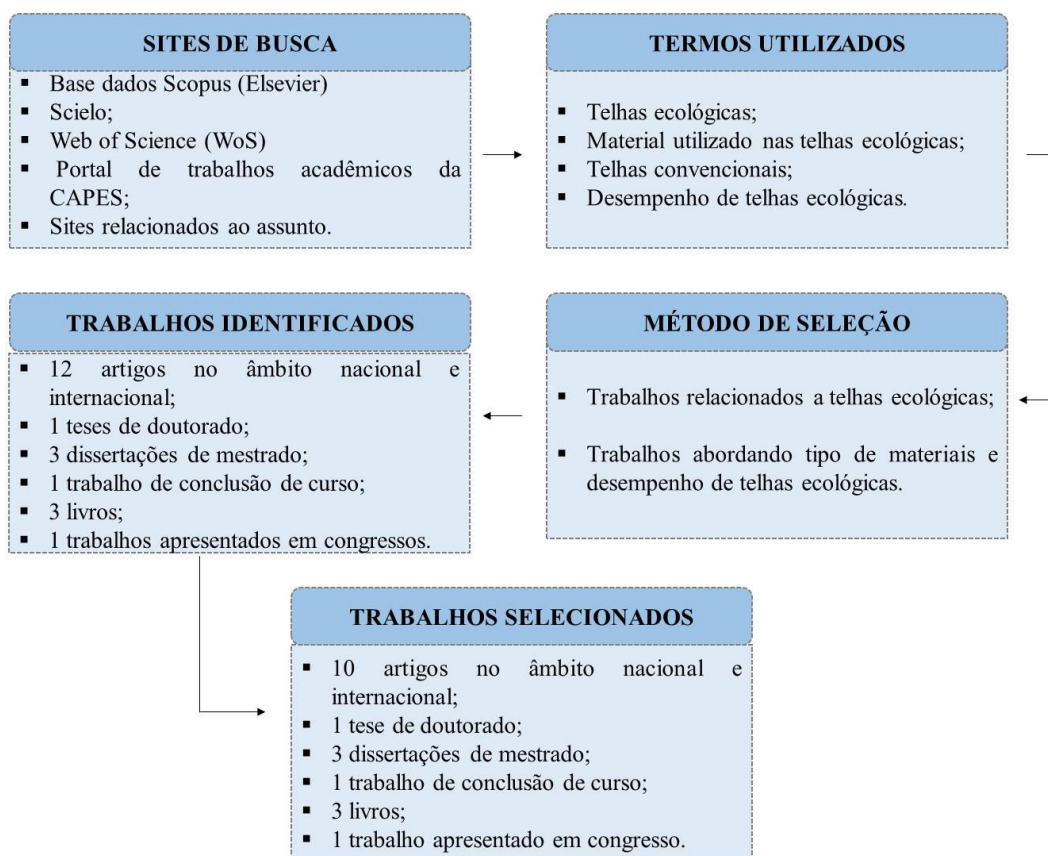 SITES DE BUSCA
▪ Base dados Scopus (Elsevier)
▪ Scielo;
▪ Web of Science (WoS)
▪ Portal de trabalhos acadêmicos da
CAPES;
▪ Sites relacionados ao assunto.
TERMOS UTILIZADOS
▪ Telhas ecológicas;
▪ Material utilizado nas telhas ecológicas;
▪ Telhas convencionais;
▪ Desempenho de telhas ecológicas.
MÉTODO DE SELEÇÃO
▪ Trabalhos relacionados a telhas ecológicas;
▪ Trabalhos abordando tipo de materiais e
desempenho de telhas ecológicas.
TRABALHOS IDENTIFICADOS
▪ 12 artigos no âmbito nacional e
internacional;
▪ 1 teses de doutorado;
▪ 3 dissertações de mestrado;
▪ 1 trabalho de conclusão de curso;
▪ 3 livros;
▪ 1 trabalhos apresentados em congressos.
TRABALHOS SELECIONADOS
▪ 10 artigos no âmbito nacional e
internacional;
▪ 1 tese de doutorado;
▪ 3 dissertações de mestrado;
▪ 1 trabalho de conclusão de curso;
▪ 3 livros;
▪ 1 trabalho apresentado em congresso.